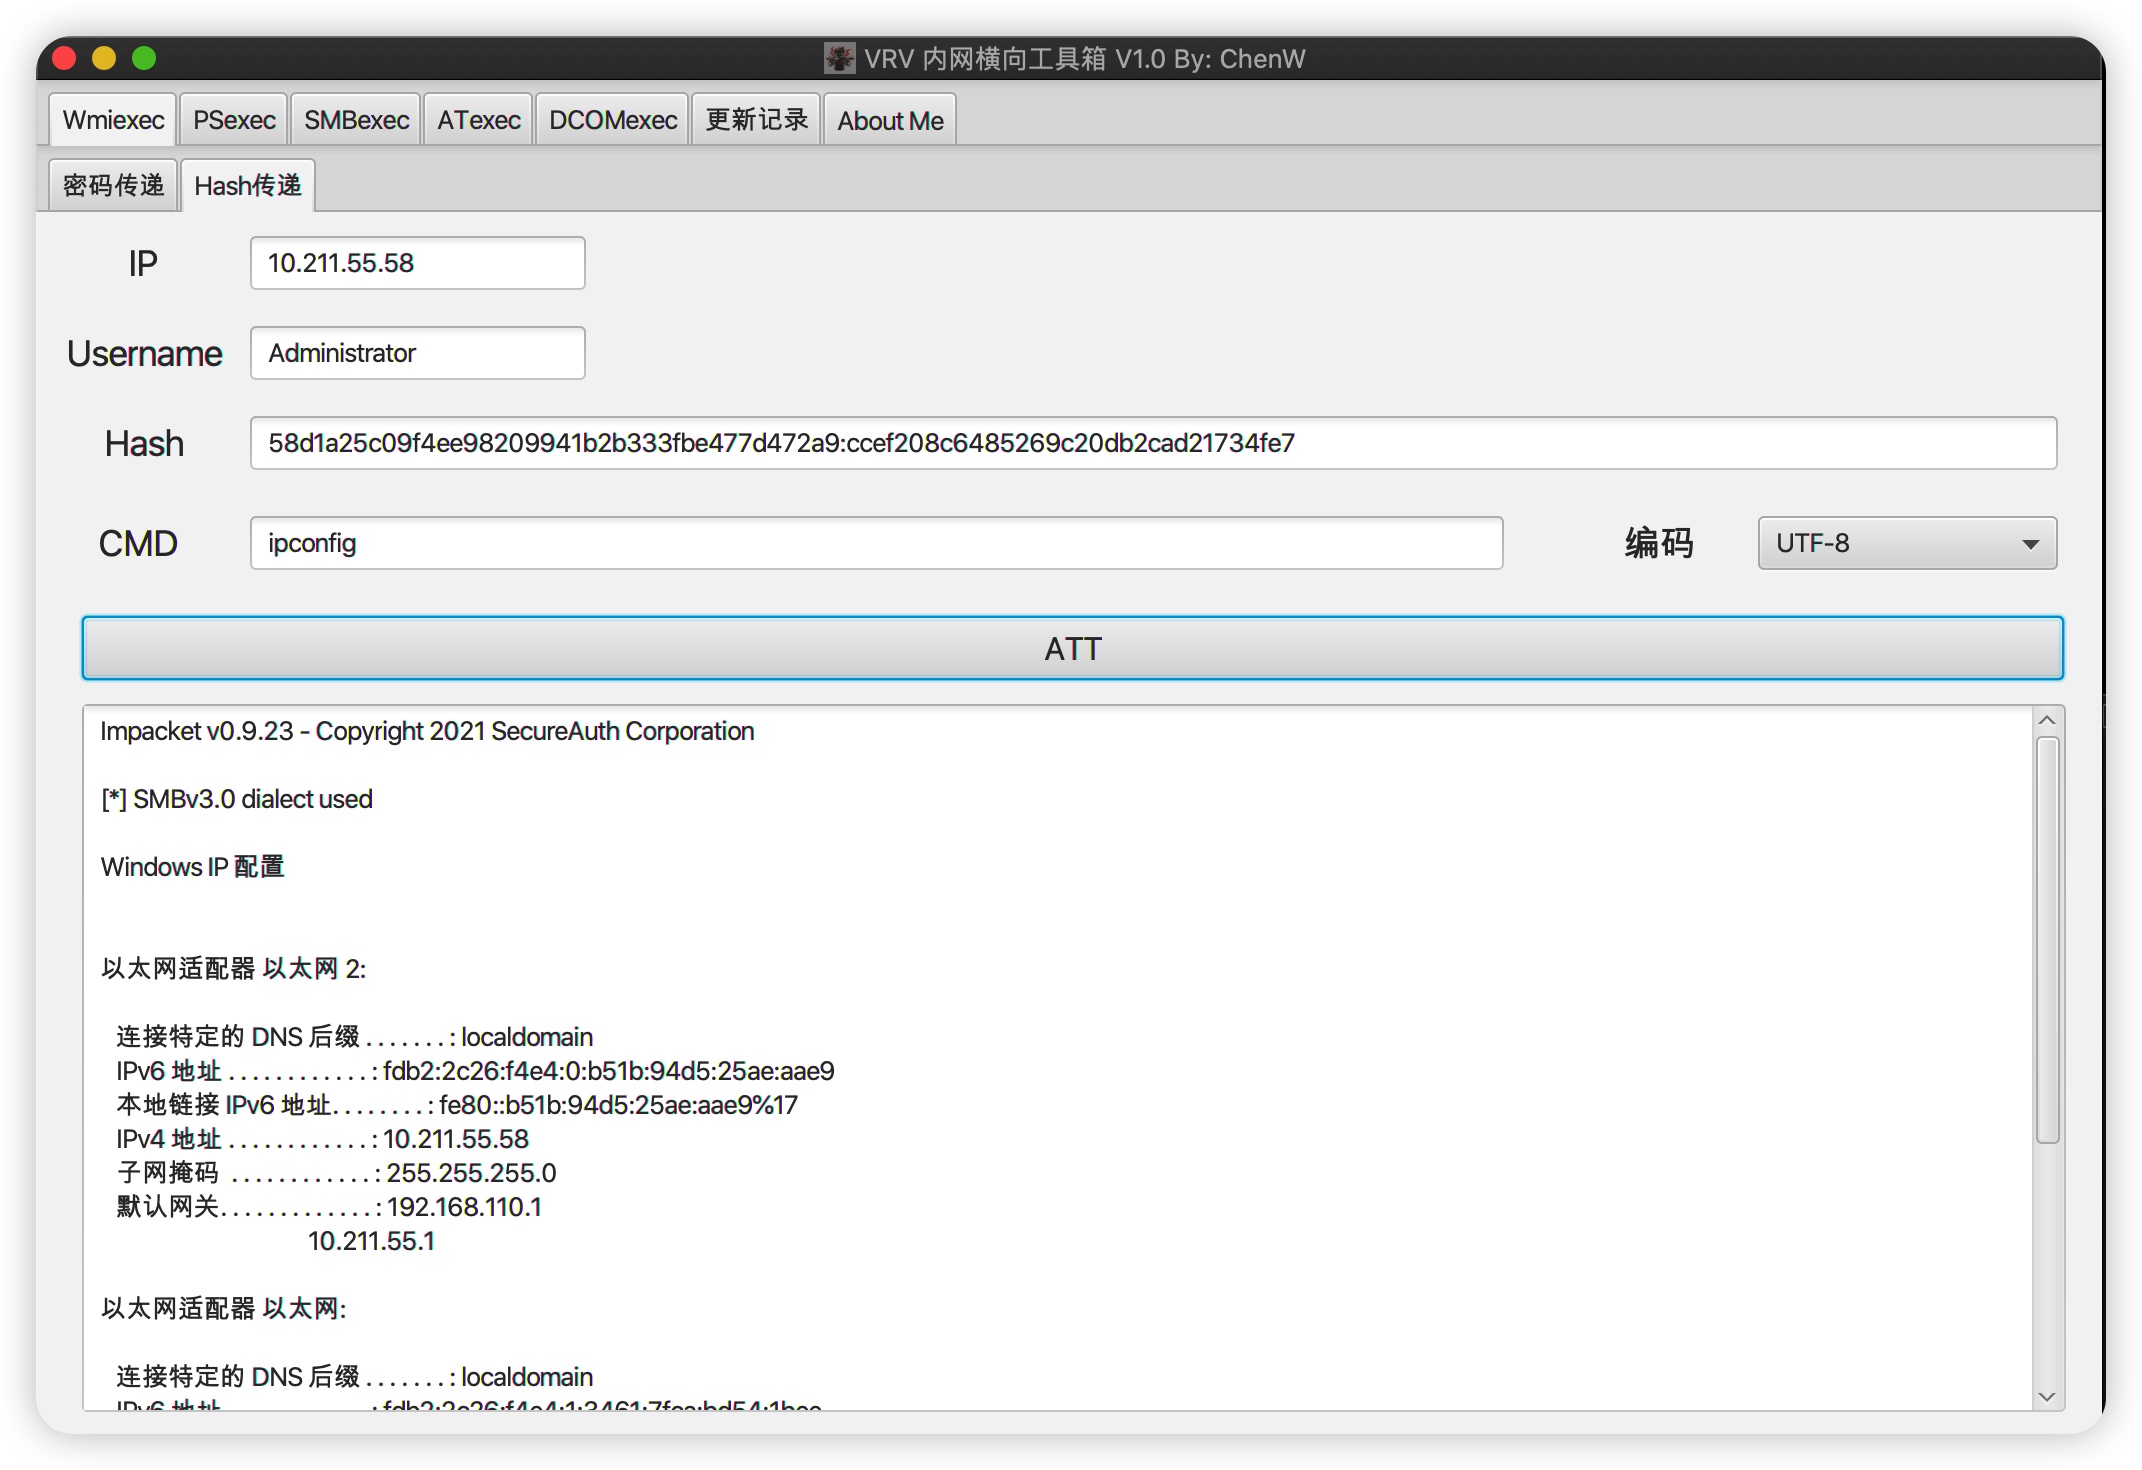 VRV 内网横向工具箱 V1.0 By: ChenW
Wmiexec PSexec SMBexec ATexec DCOMexec 更新记录 About Me
密码传递 Hash传递
IP 10.211.55.58
Username Administrator
Hash 58d1a25c09f4ee98209941b2b333fbe477d472a9:ccef208c6485269c20db2cad21734fe7
CMD ipconfig 编码 UTF-8
ATT
Impacket v0.9.23 - Copyright 2021 SecureAuth Corporation
[*] SMBv3.0 dialect used
Windows IP 配置
以太网适配器 以太网 2:
连接特定的 DNS 后缀 . . . . . . . : localdomain
IPv6 地址 . . . . . . . . . . . . : fdb2:2c26:f4e4:0:b51b:94d5:25ae:aae9
本地链接 IPv6 地址. . . . . . . . : fe80::b51b:94d5:25ae:aae9%17
IPv4 地址 . . . . . . . . . . . . : 10.211.55.58
子网掩码 . . . . . . . . . . . . : 255.255.255.0
默认网关. . . . . . . . . . . . . : 192.168.110.1
10.211.55.1
以太网适配器 以太网:
连接特定的 DNS 后缀 . . . . . . . : localdomain
IPv6 地址 . . . . . . . . . . . . :